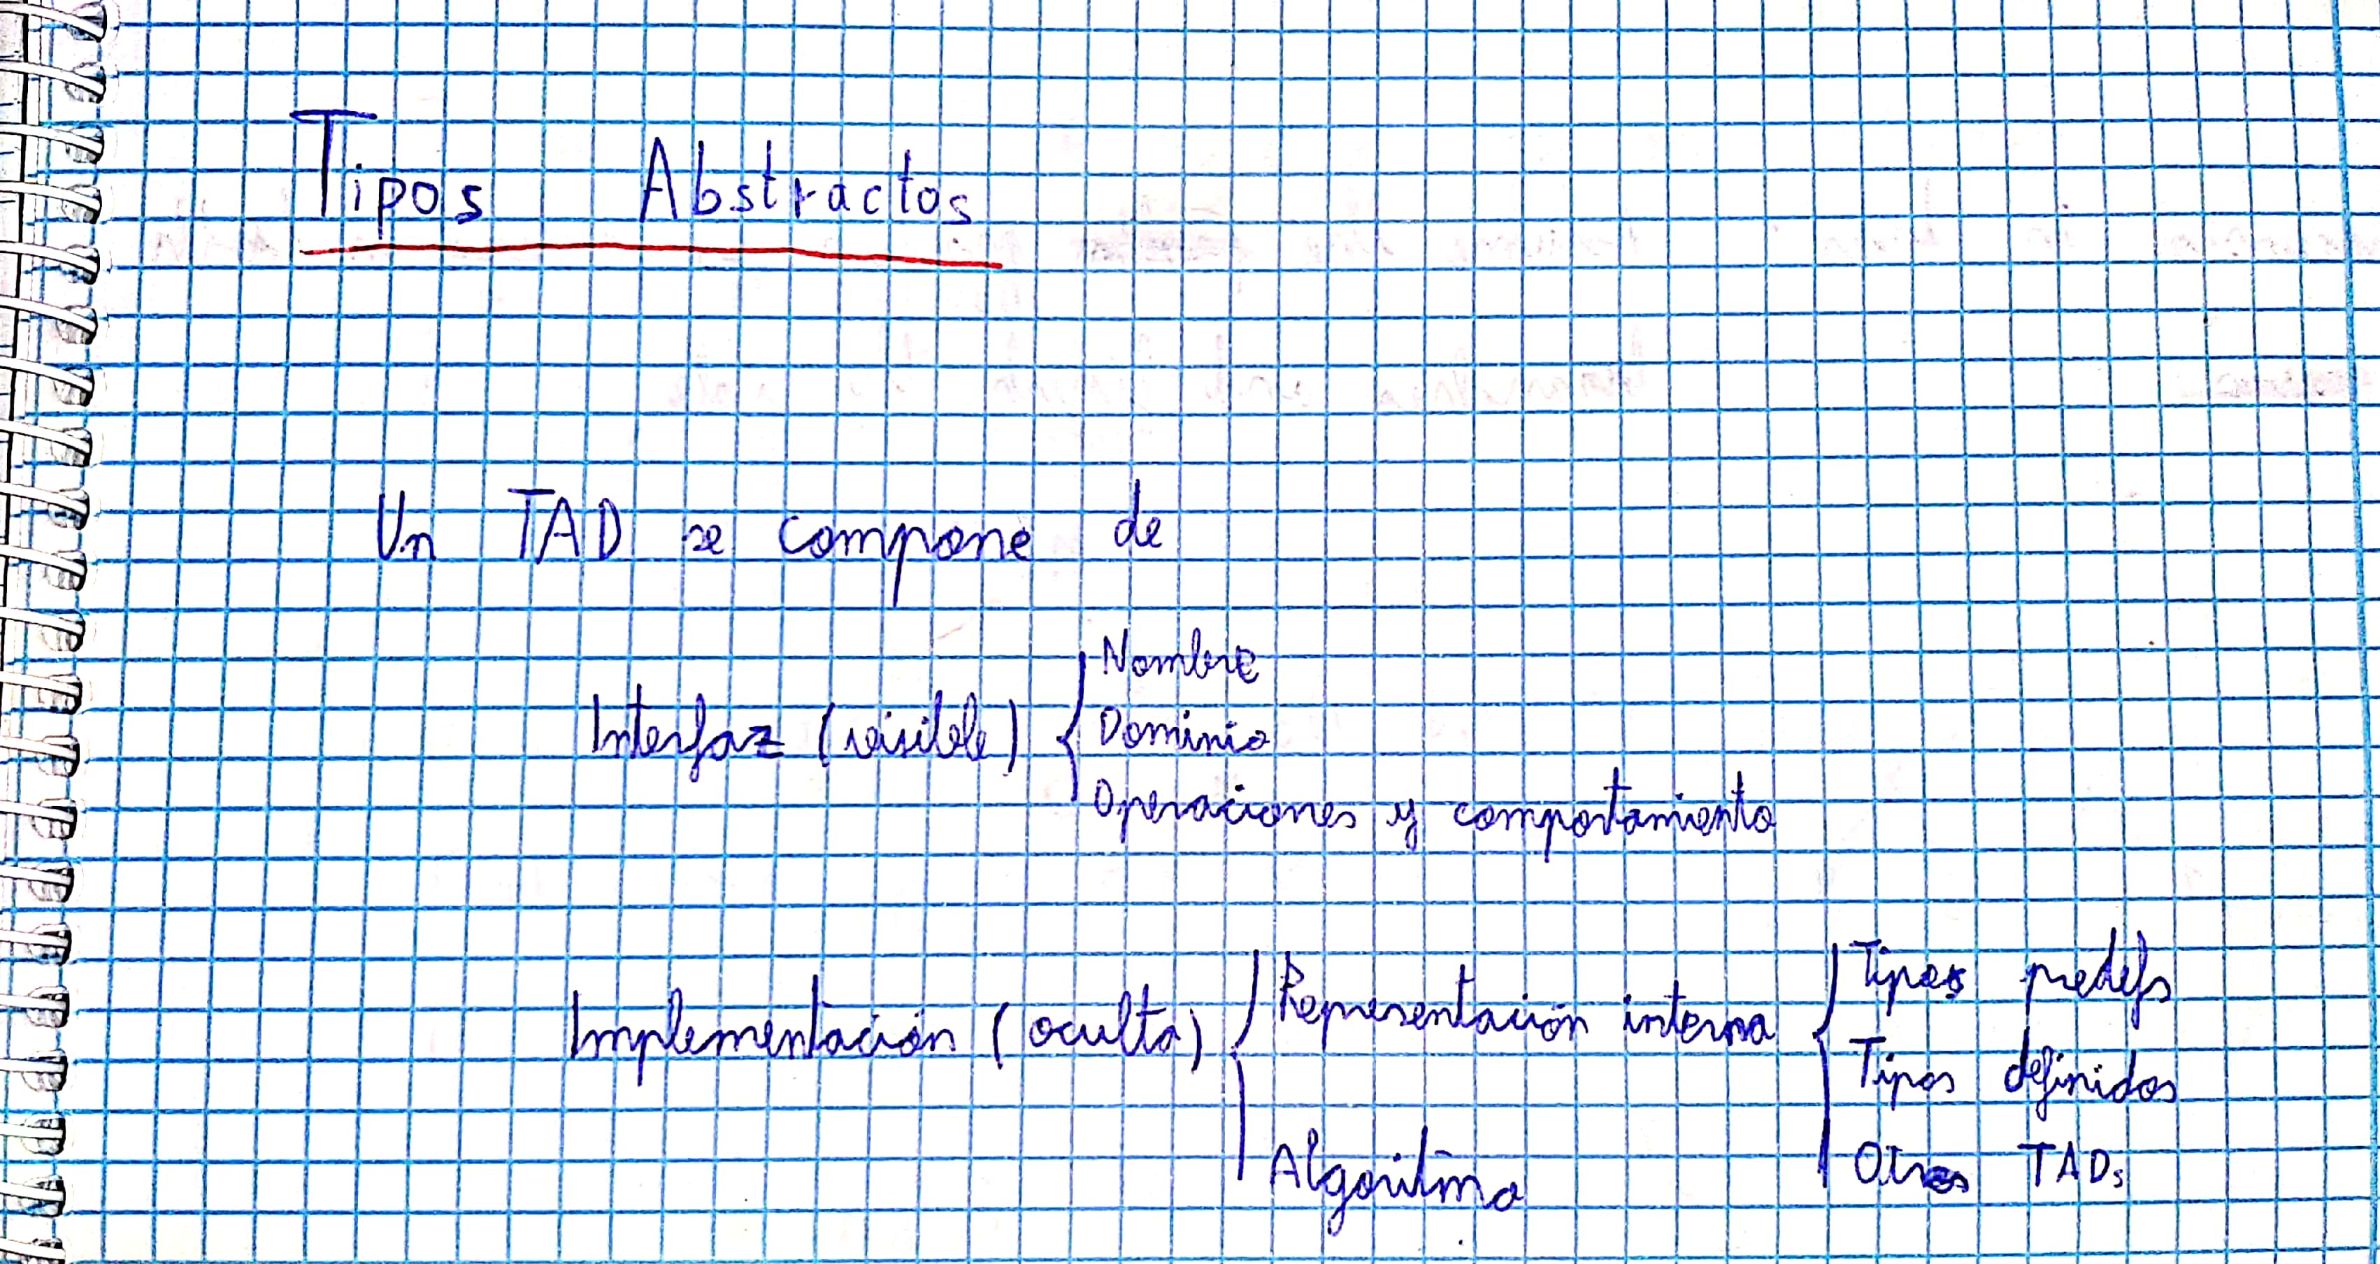 Tipos Abstractos
Un TAD se compone de
Nombre
Interfaz (visible)
Dominio
Operaciones y comportamiento
Tipos predefs
Representación interna
Implementación (oculta)
Tipos definidos
Algoritmo
Otros TADs